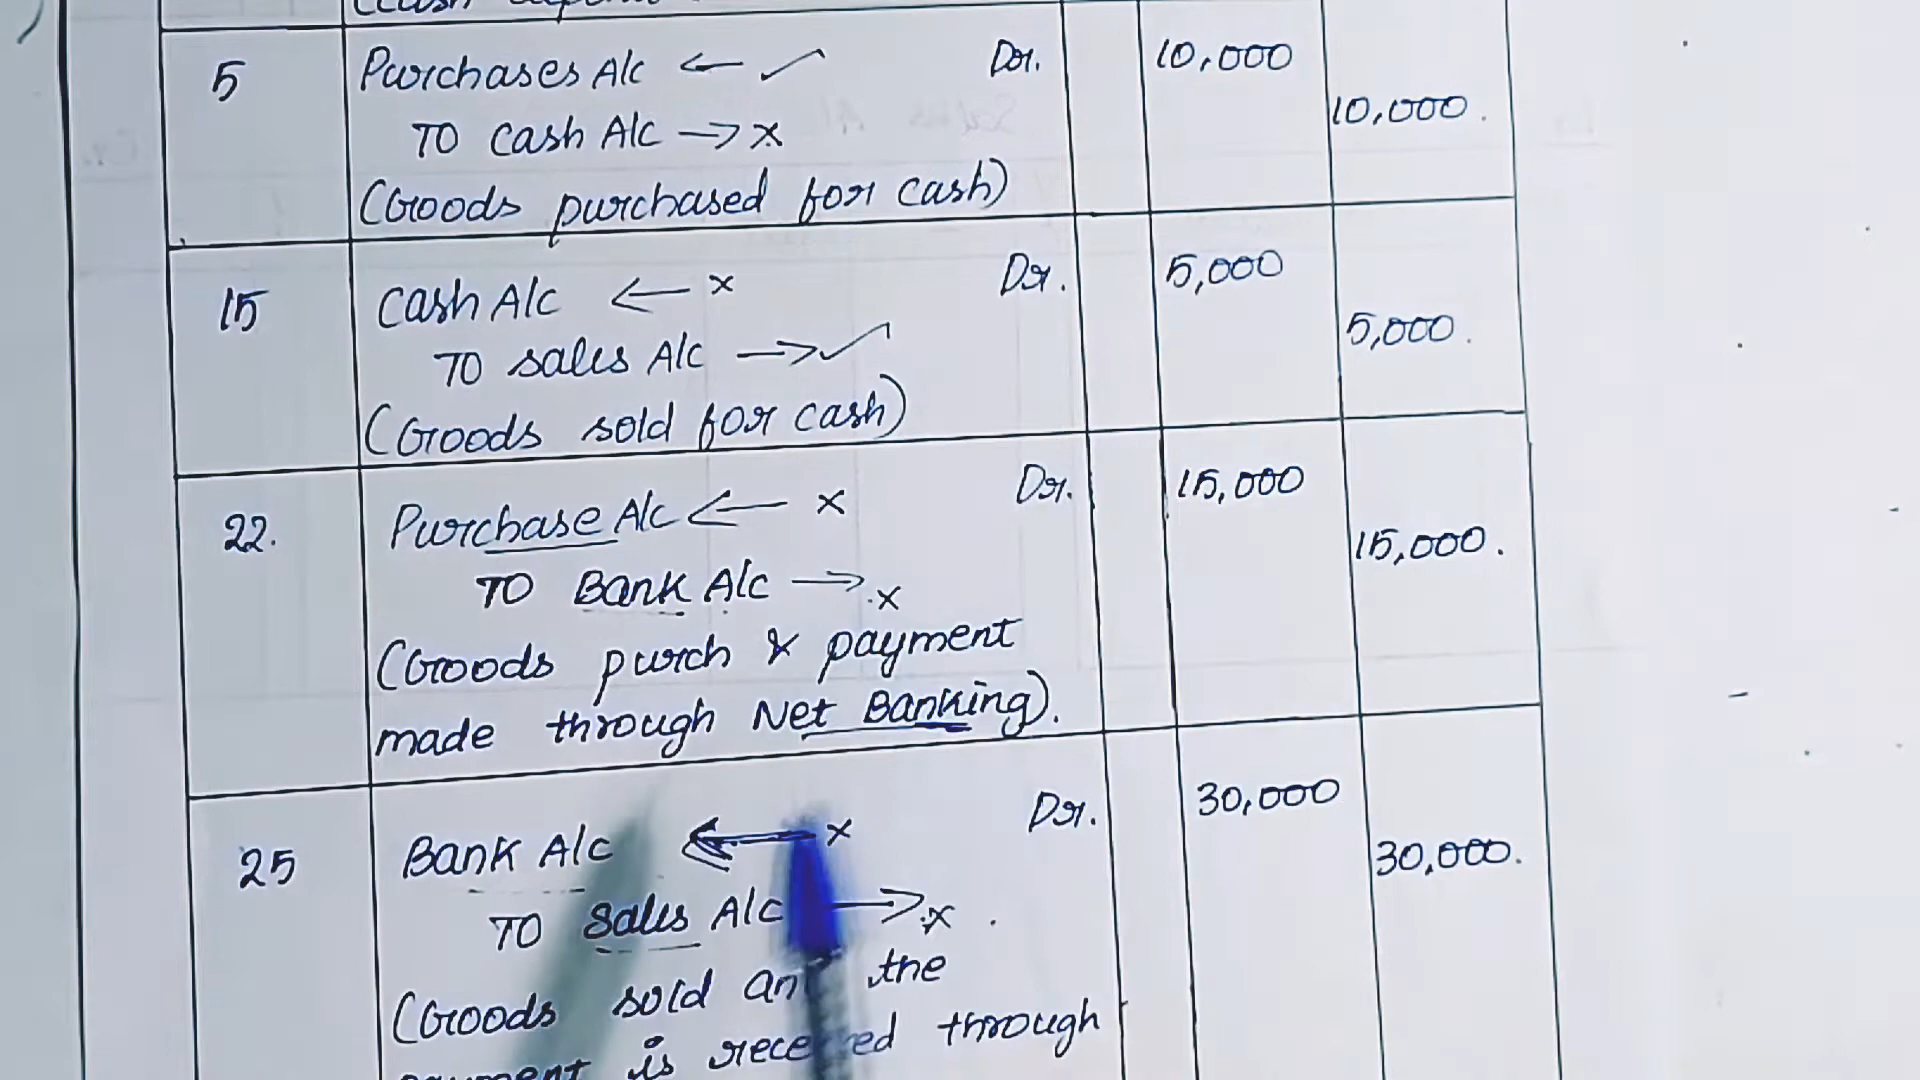 5 Purchases A/c ← ✓ Dr. 10,000
To cash A/c → x 10,000.
(Goods purchased for cash)
15 Cash A/c ← x Dr. 5,000
To sales A/c → ✓ 5,000.
(Goods sold for cash)
22. Purchase A/c ← x Dr. 15,000
To Bank A/c → x 15,000.
(Goods purch & payment
made through Net Banking).
25 Bank A/c ← x Dr. 30,000
To Sales A/c → x. 30,000.
(Goods sold the
is through